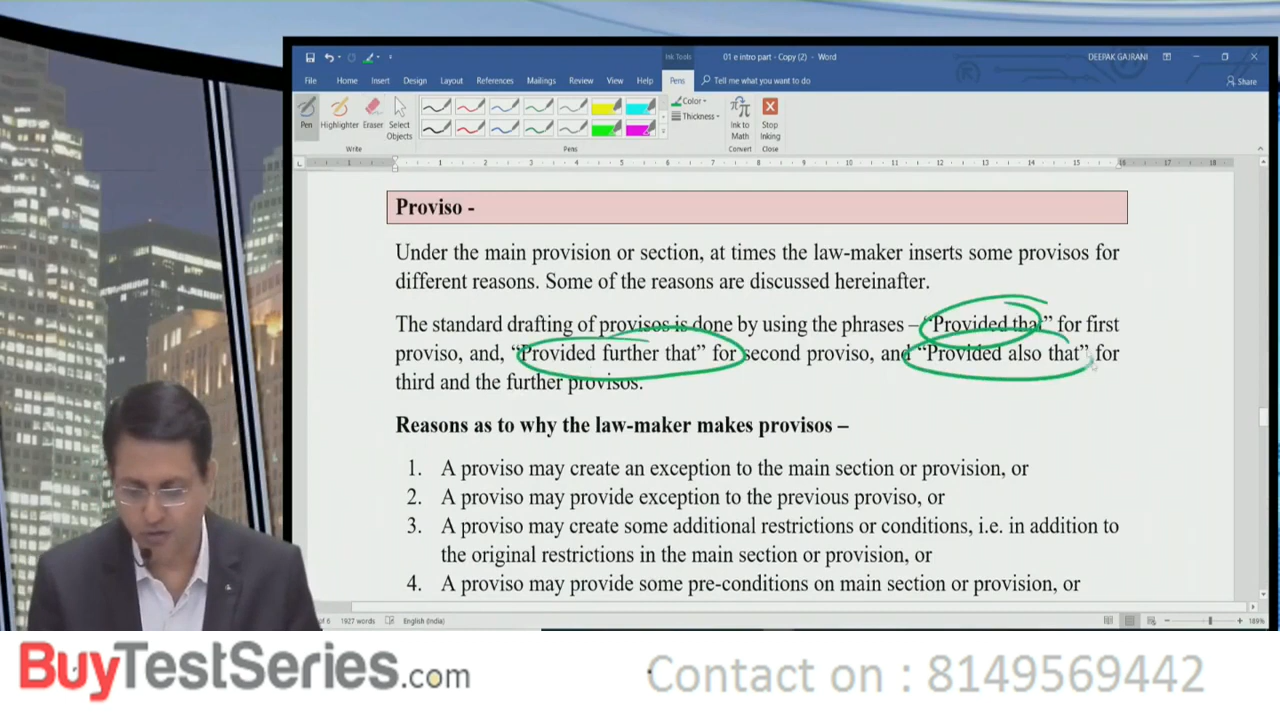 Ink Tools
01 e intro part - Copy (2) - Word
DEEPAK GAJRANI
File Home Insert Design Layout References Mailings Review View Help Pens Tell me what you want to do
Share
Pen Highlighter Eraser Select Objects
Color
Thickness
Ink to Math
Stop Inking
Write Pens Convert Close
Proviso -
Under the main provision or section, at times the law-maker inserts some provisos for
different reasons. Some of the reasons are discussed hereinafter.
The standard drafting of provisos is done by using the phrases – “Provided that” for first
proviso, and, “Provided further that” for second proviso, and “Provided also that” for
third and the further provisos.
Reasons as to why the law-maker makes provisos –
1. A proviso may create an exception to the main section or provision, or
2. A proviso may provide exception to the previous proviso, or
3. A proviso may create some additional restrictions or conditions, i.e. in addition to
the original restrictions in the main section or provision, or
4. A proviso may provide some pre-conditions on main section or provision, or
of 6 1927 words English (India) 189%
BuyTestSeries.com
Contact on : 8149569442